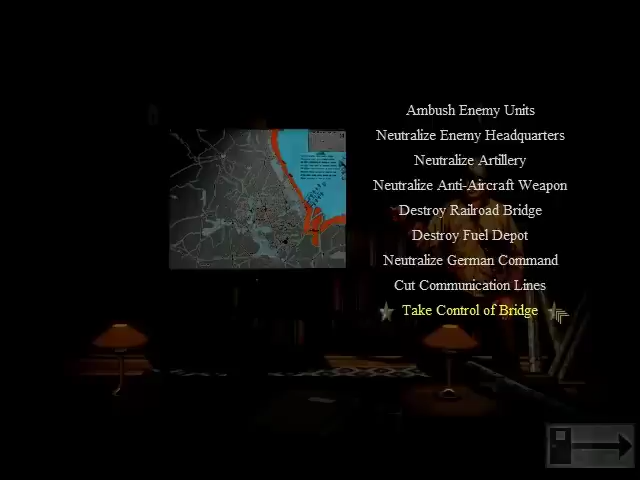 Ambush Enemy Units
Neutralize Enemy Headquarters
Neutralize Artillery
Neutralize Anti-Aircraft Weapon
Destroy Railroad Bridge
Destroy Fuel Depot
Neutralize German Command
Cut Communication Lines
Take Control of Bridge